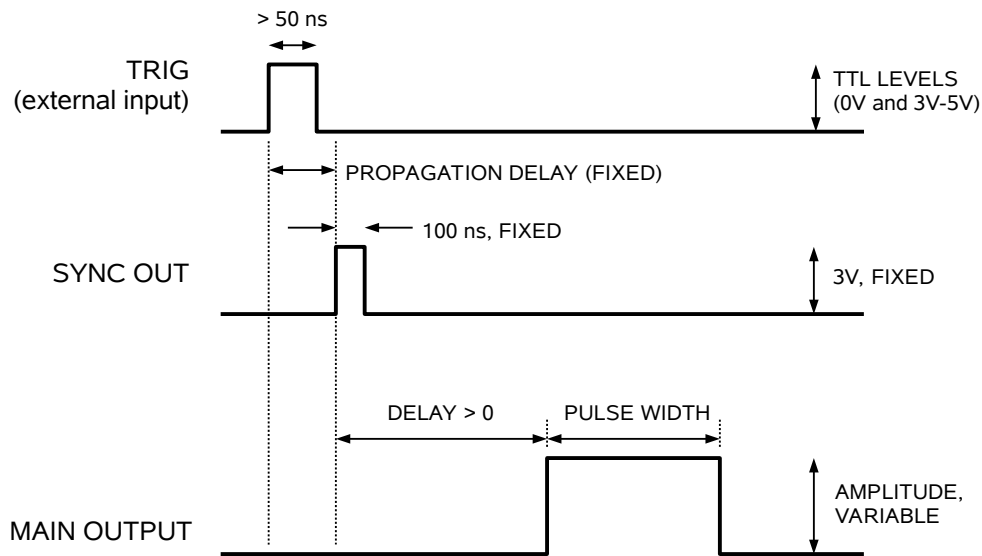 > 50 ns
TRIG
(external input)
TTL LEVELS
(0V and 3V-5V)
PROPAGATION DELAY (FIXED)
100 ns, FIXED
SYNC OUT
3V, FIXED
DELAY > 0
PULSE WIDTH
AMPLITUDE,
VARIABLE
MAIN OUTPUT